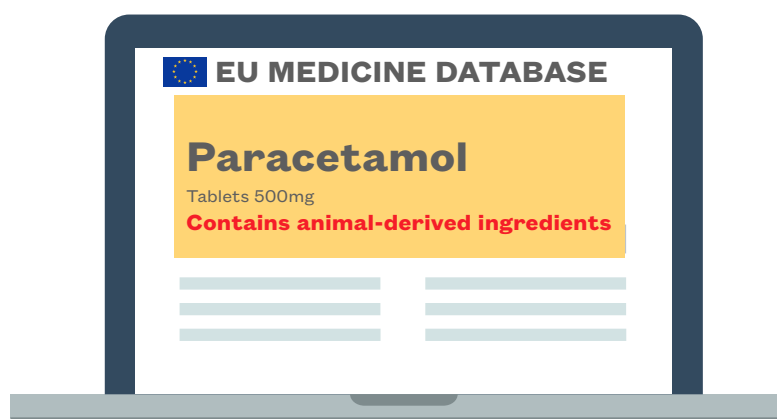 EU MEDICINE DATABASE
Paracetamol
Tablets 500mg
Contains animal-derived ingredients